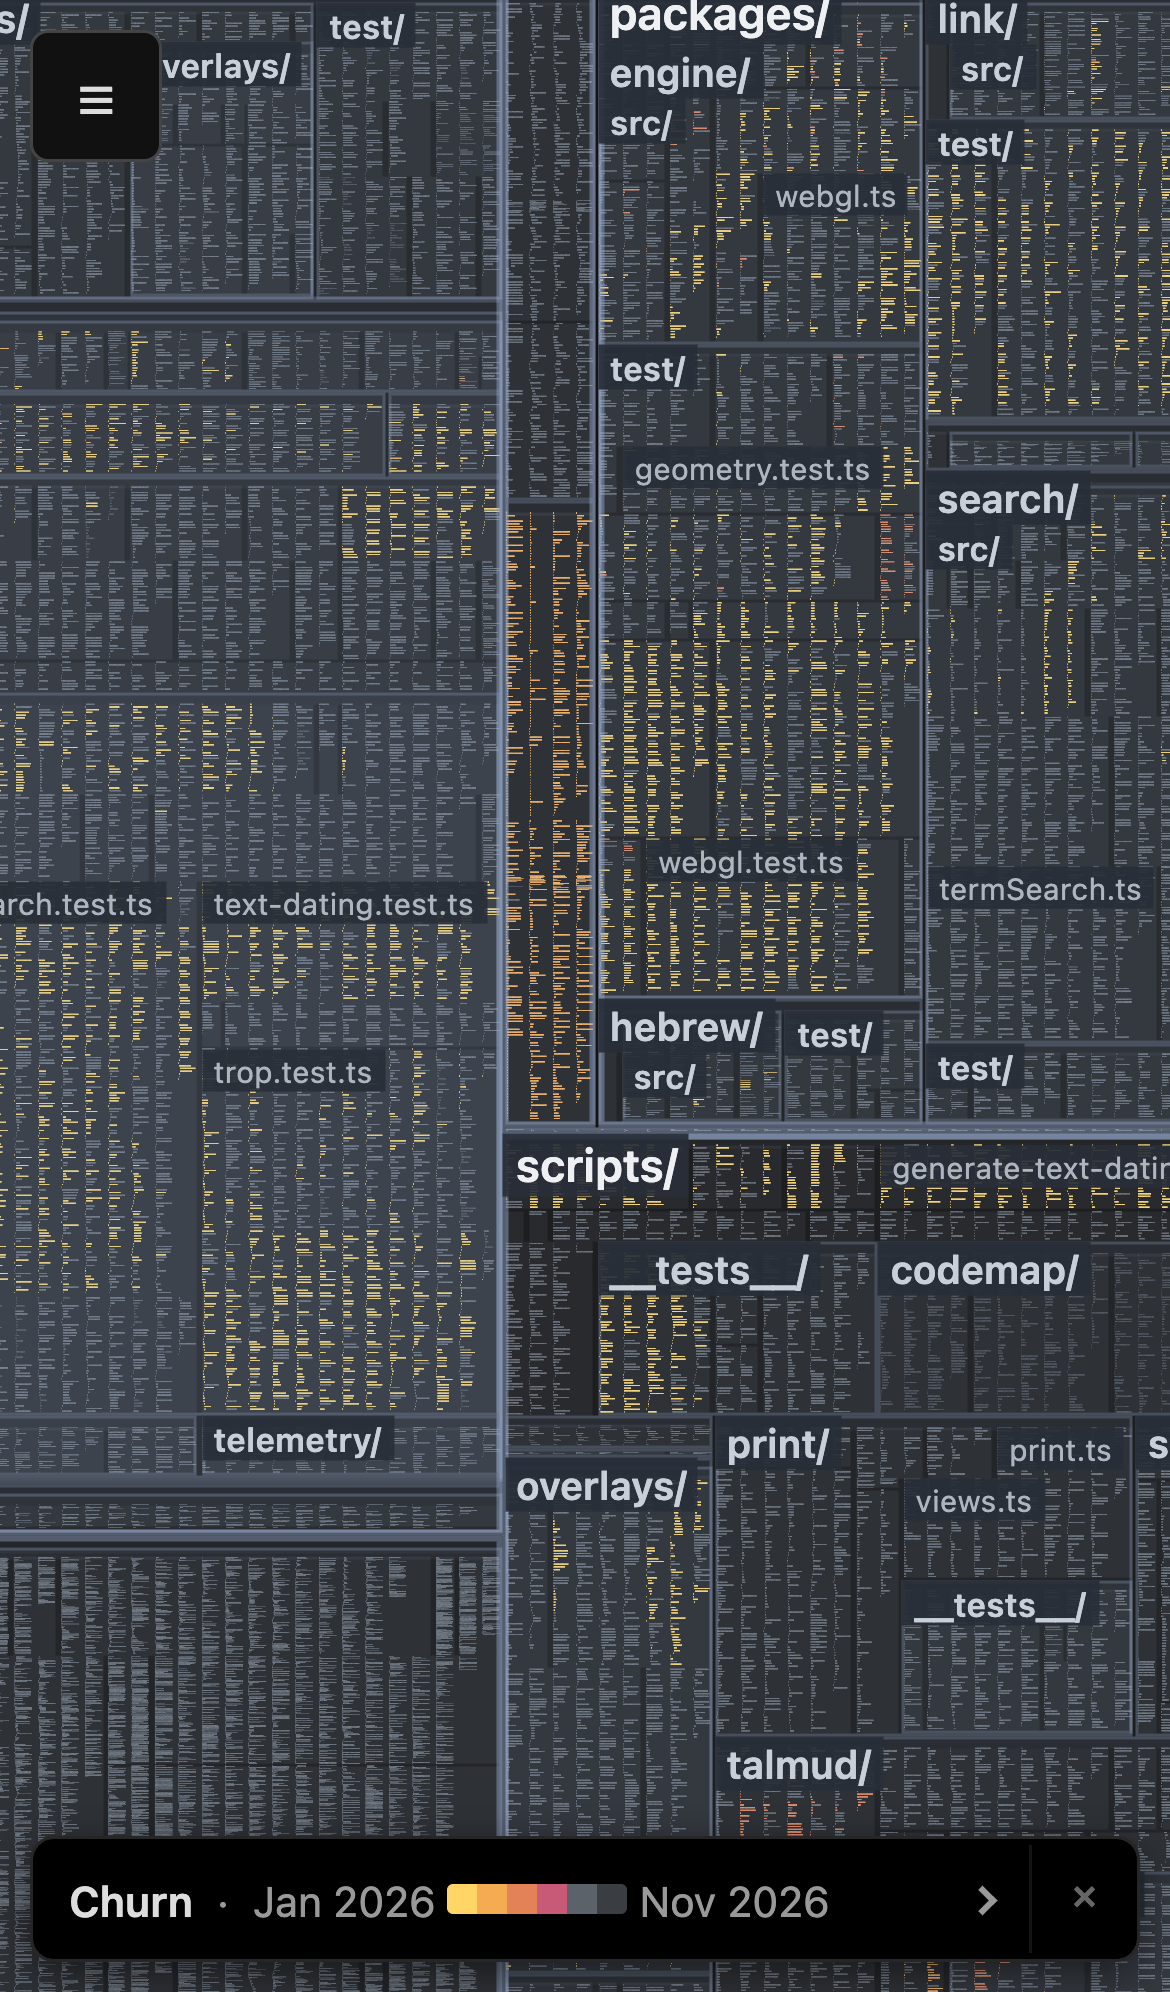 s/
verlays/
test/
packages/
engine/
src/
webgl.ts
link/
src/
test/
test/
geometry.test.ts
search/
src/
webgl.test.ts
termSearch.ts
arch.test.ts
text-dating.test.ts
hebrew/
src/
test/
test/
trop.test.ts
scripts/
generate-text-datin
__tests__/
codemap/
telemetry/
print/
print.ts
s
overlays/
views.ts
__tests__/
talmud/
Churn · Jan 2026 Nov 2026